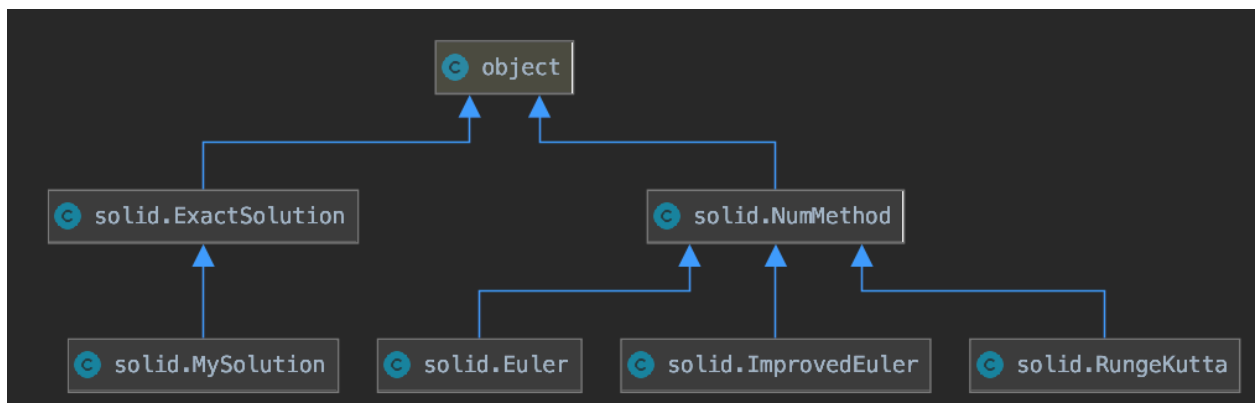 C object
C solid.ExactSolution
C solid.NumMethod
C solid.MySolution
C solid.Euler
C solid.ImprovedEuler
C solid.RungeKutta